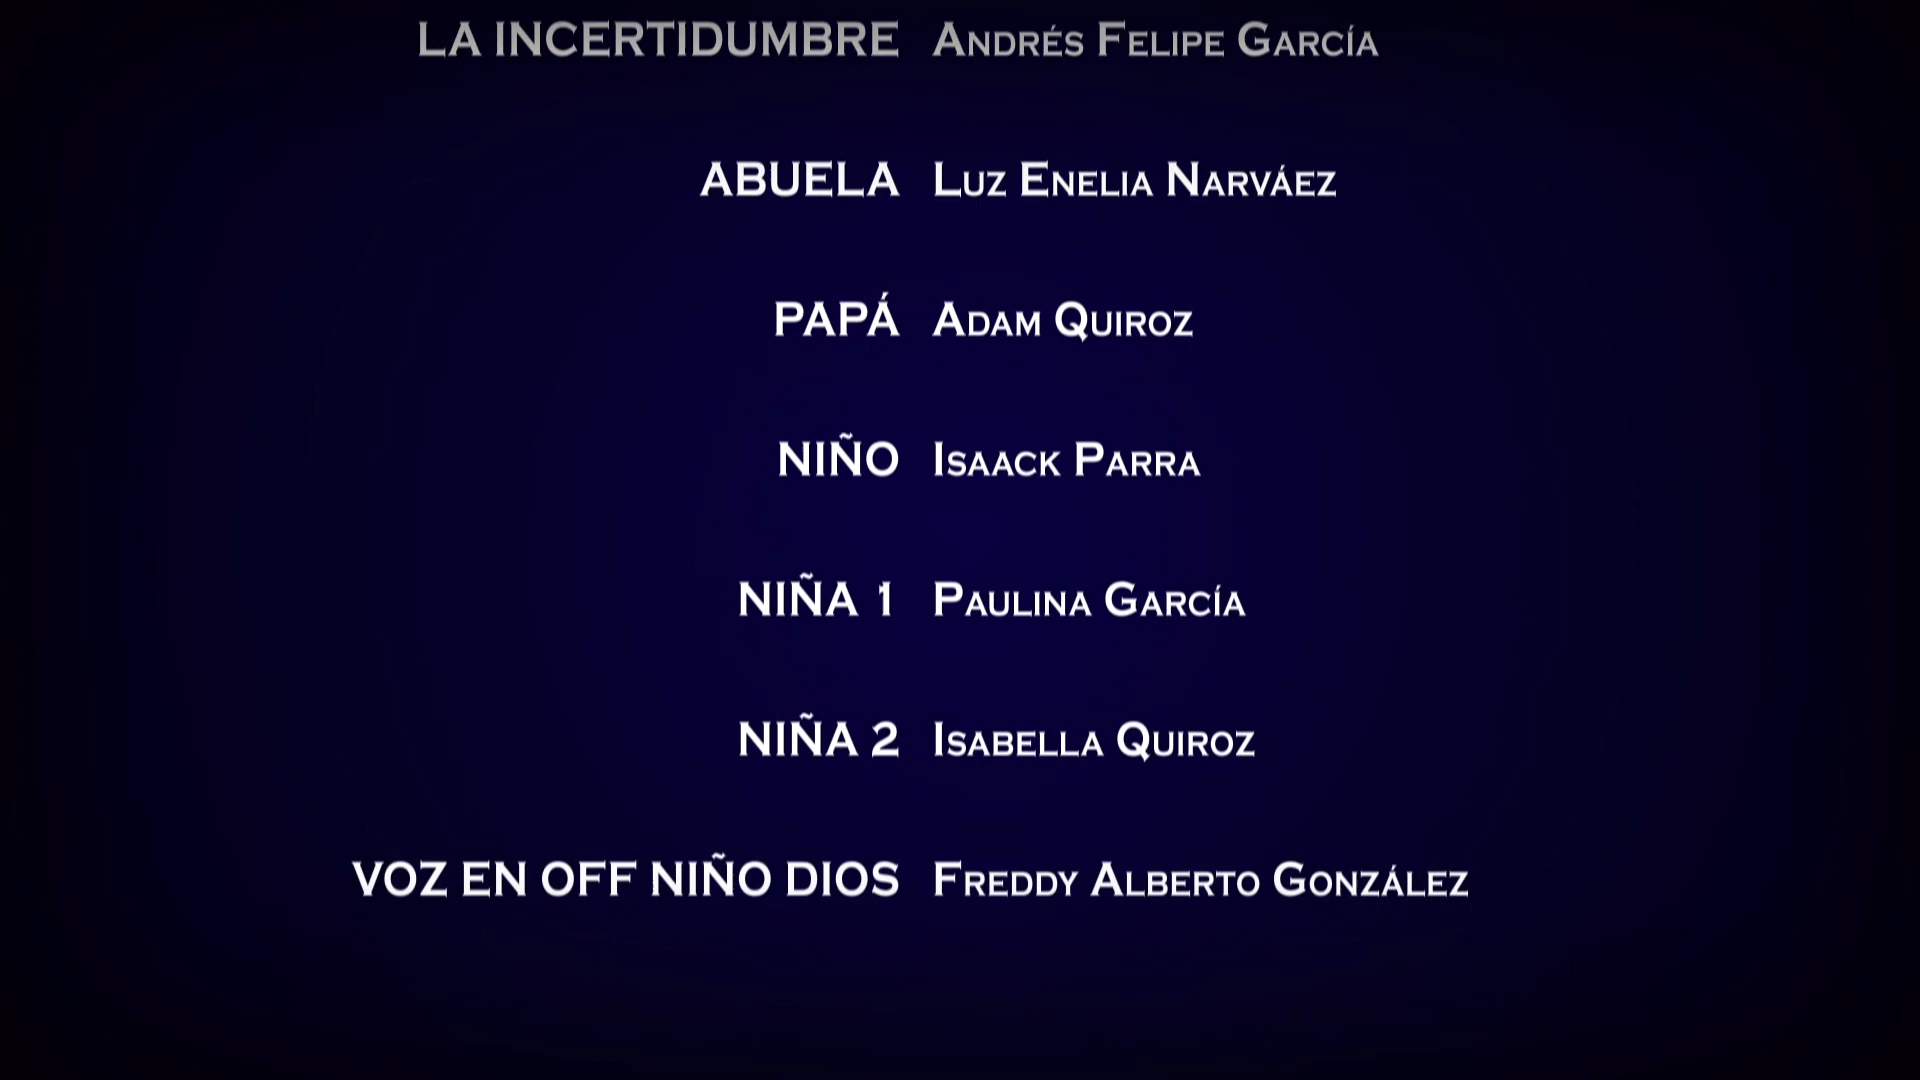 LA INCERTIDUMBRE Andrés Felipe García
ABUELA Luz Enelia Narváez
PAPÁ Adam Quiroz
NIÑO Isaack Parra
NIÑA 1 Paulina García
NIÑA 2 Isabella Quiroz
VOZ EN OFF NIÑO DIOS Freddy Alberto González